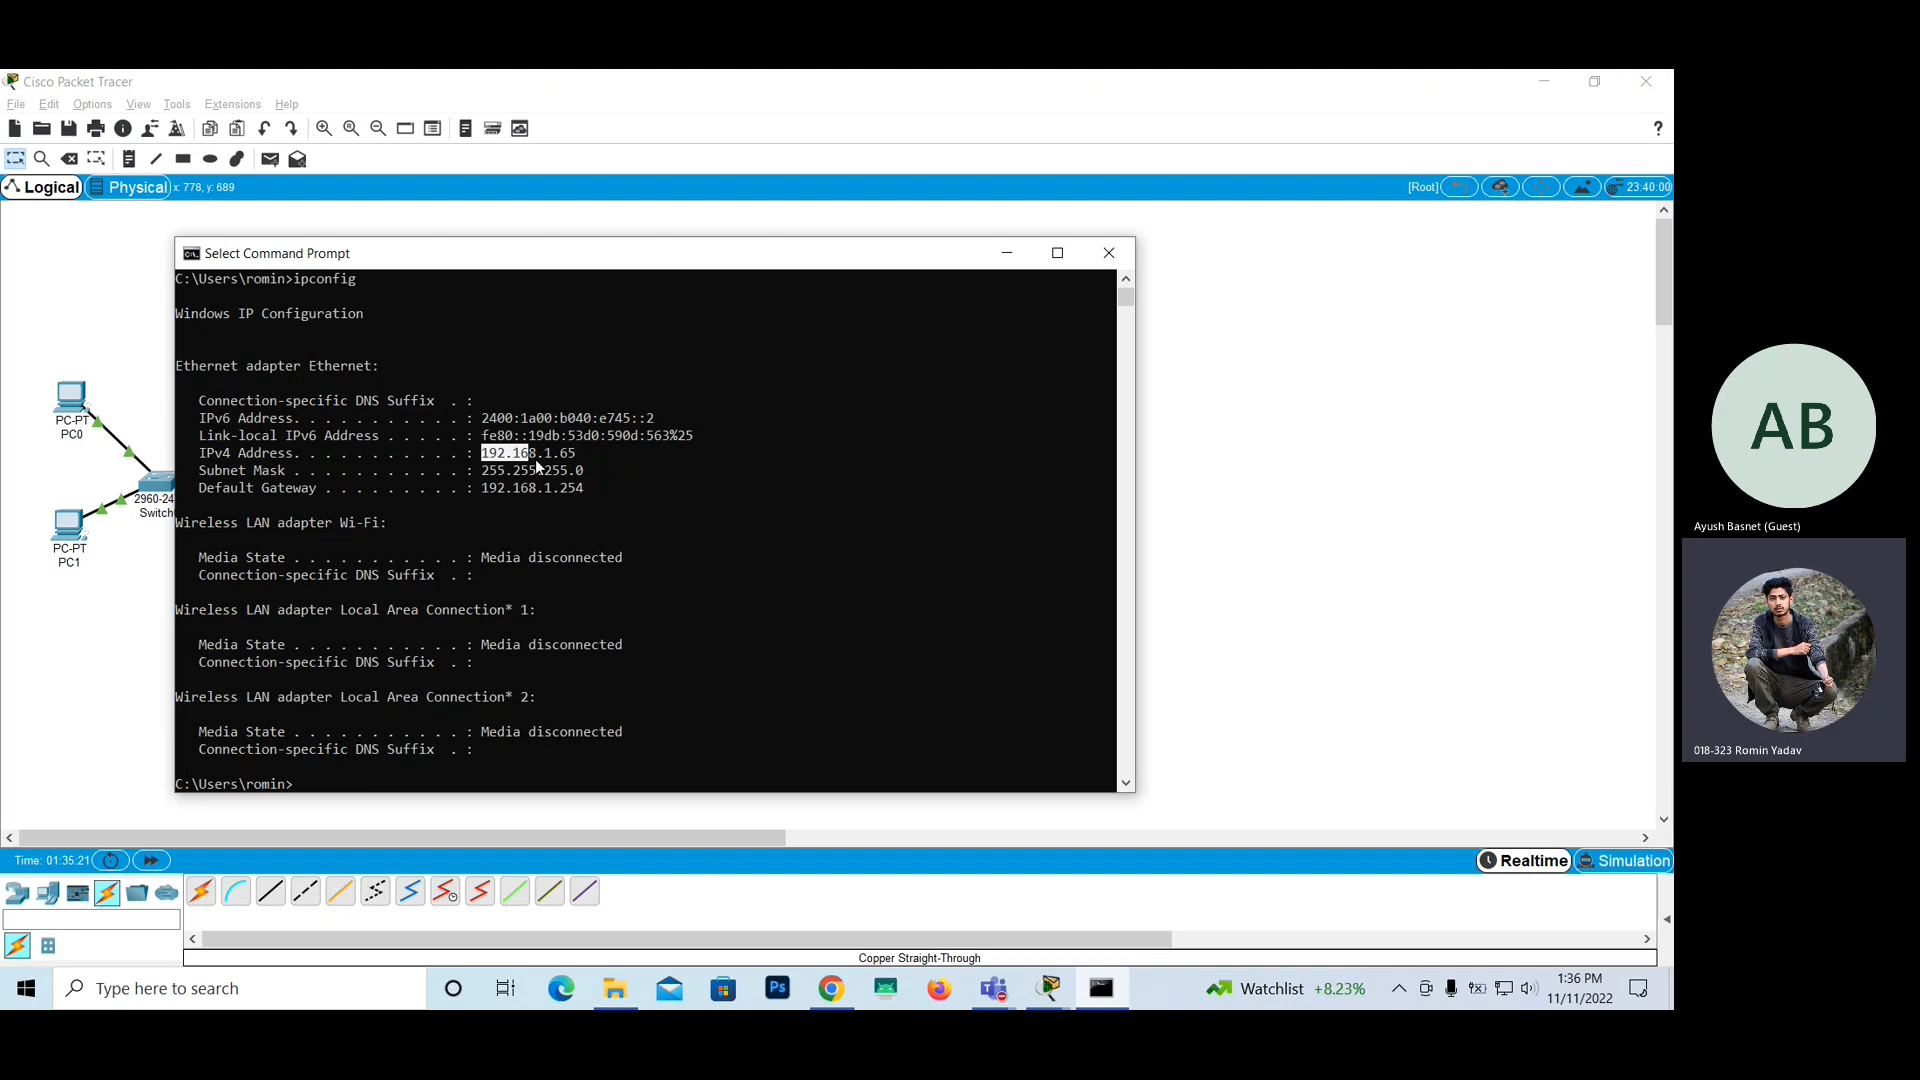 Cisco Packet Tracer
File Edit Options View Tools Extensions Help
?
Logical Physical x: 778, y: 689 [Root] 23:40:00
Select Command Prompt
C:\Users\romin>ipconfig
Windows IP Configuration
Ethernet adapter Ethernet:
Connection-specific DNS Suffix . :
IPv6 Address. . . . . . . . . . . : 2400:1a00:b040:e745::2
Link-local IPv6 Address . . . . . : fe80::19db:53d0:590d:563%25
IPv4 Address. . . . . . . . . . . : 192.168.1.65
Subnet Mask . . . . . . . . . . . : 255.255.255.0
Default Gateway . . . . . . . . . : 192.168.1.254
Wireless LAN adapter Wi-Fi:
Media State . . . . . . . . . . . : Media disconnected
Connection-specific DNS Suffix . :
Wireless LAN adapter Local Area Connection* 1:
Media State . . . . . . . . . . . : Media disconnected
Connection-specific DNS Suffix . :
Wireless LAN adapter Local Area Connection* 2:
Media State . . . . . . . . . . . : Media disconnected
Connection-specific DNS Suffix . :
C:\Users\romin>
PC-PT
PC0
2960-24
Switch
PC-PT
PC1
AB
Ayush Basnet (Guest)
018-323 Romin Yadav
Time: 01:35:21 Realtime Simulation
Copper Straight-Through
Type here to search
Ps
Watchlist +8.23%
1:36 PM
11/11/2022